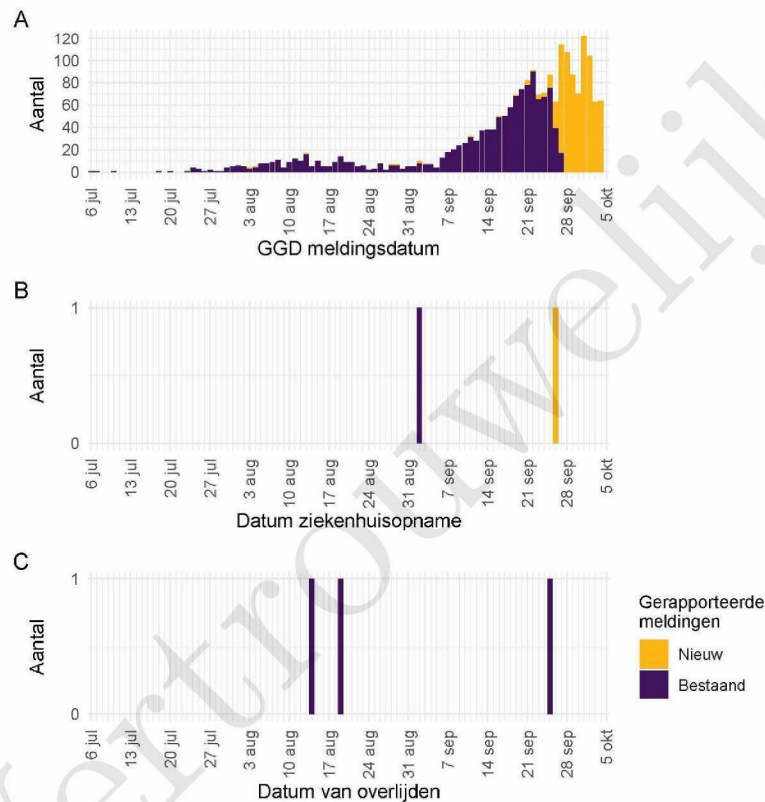 A
Aantal
120
100
80
60
40
20
0
6 jul
13 jul
20 jul
27 jul
3 aug
10 aug
17 aug
24 aug
31 aug
7 sep
14 sep
21 sep
28 sep
5 okt
GGD meldingsdatum
B
Aantal
1
0
6 jul
13 jul
20 jul
27 jul
3 aug
10 aug
17 aug
24 aug
31 aug
7 sep
14 sep
21 sep
28 sep
5 okt
Datum ziekenhuisopname
C
Aantal
1
0
6 jul
13 jul
20 jul
27 jul
3 aug
10 aug
17 aug
24 aug
31 aug
7 sep
14 sep
21 sep
28 sep
5 okt
Datum van overlijden
Gerapporteerde
meldingen
Nieuw
Bestaand
ertrouwelij